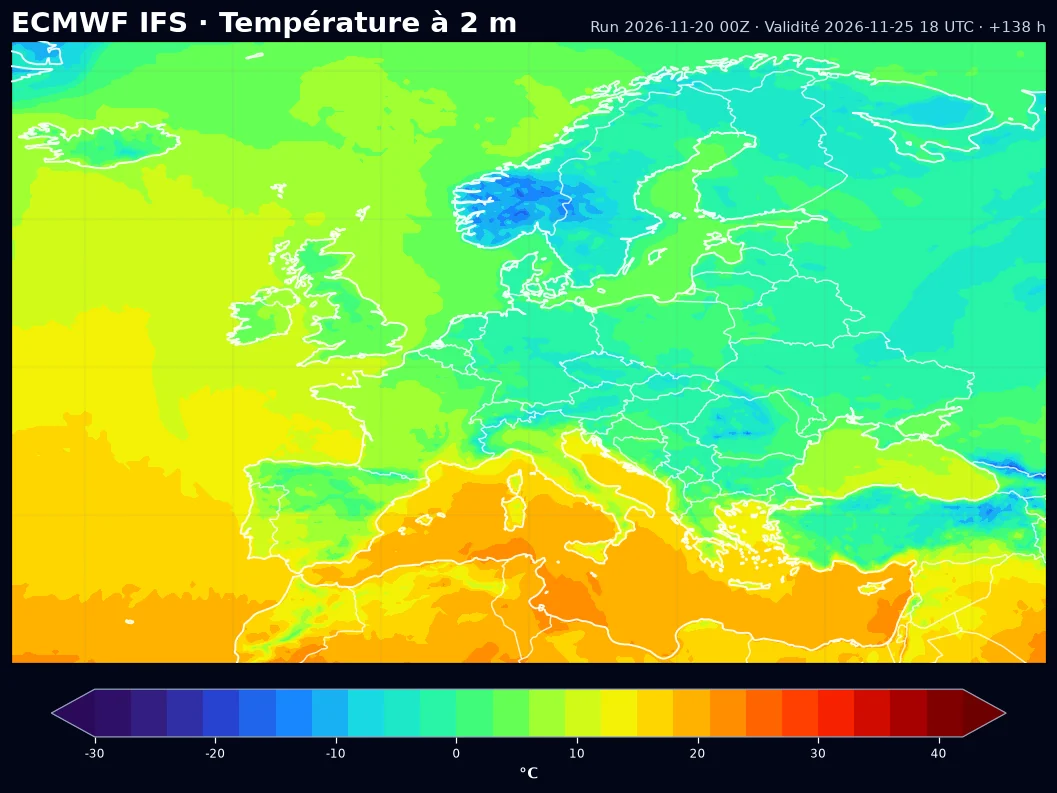 ECMWF IFS · Température à 2 m
Run 2026-11-20 00Z · Validité 2026-11-25 18 UTC · +138 h
-30 -20 -10 0 10 20 30 40
°C